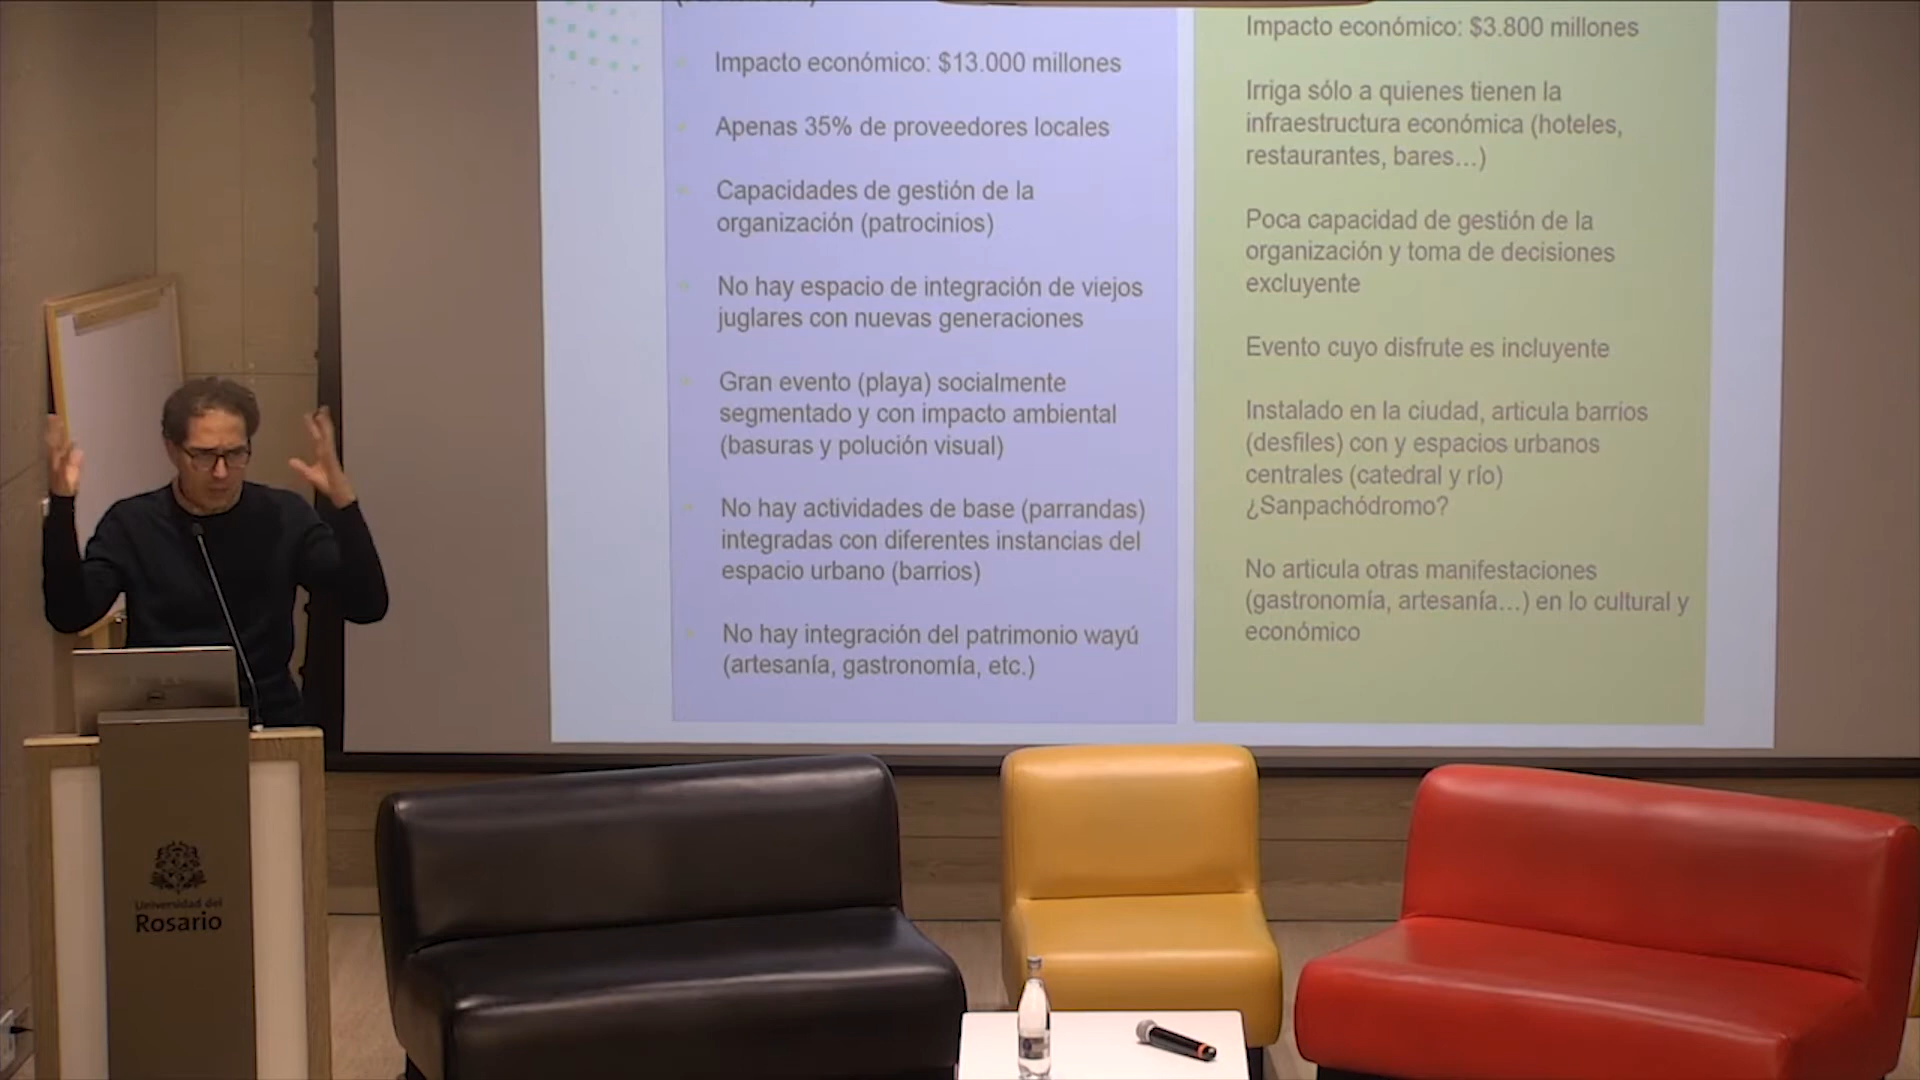 Impacto económico: $13.000 millones
Apenas 35% de proveedores locales
Capacidades de gestión de la
organización (patrocinios)
No hay espacio de integración de viejos
juglares con nuevas generaciones
Gran evento (playa) socialmente
segmentado y con impacto ambiental
(basuras y polución visual)
No hay actividades de base (parrandas)
integradas con diferentes instancias del
espacio urbano (barrios)
No hay integración del patrimonio wayú
(artesanía, gastronomía, etc.)
Impacto económico: $3.800 millones
Irriga sólo a quienes tienen la
infraestructura económica (hoteles,
restaurantes, bares...)
Poca capacidad de gestión de la
organización y toma de decisiones
excluyente
Evento cuyo disfrute es incluyente
Instalado en la ciudad, articula barrios
(desfiles) con y espacios urbanos
centrales (catedral y río)
¿Sanpachódromo?
No articula otras manifestaciones
(gastronomía, artesanía...) en lo cultural y
económico
Universidad del
Rosario